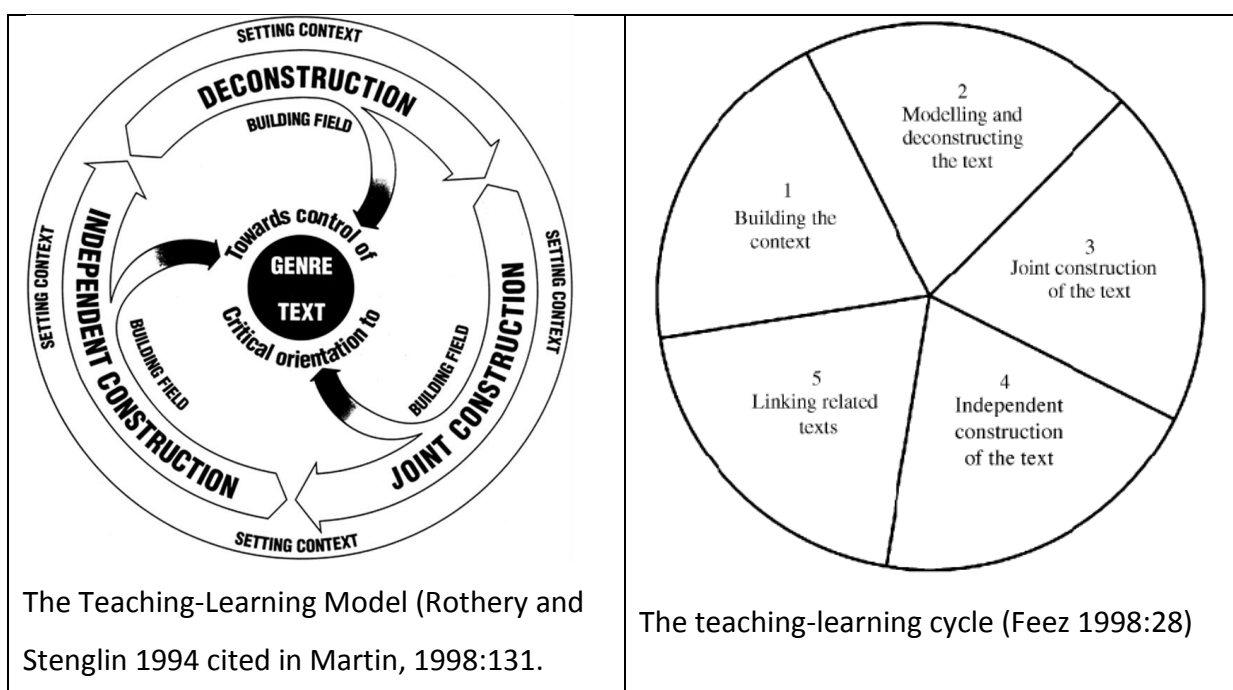 SETTING CONTEXT
DECONSTRUCTION
BUILDING FIELD
SETTING CONTEXT
INDEPENDENT CONSTRUCTION
BUILDING FIELD
Towards control of
GENRE
TEXT
Critical orientation to
BUILDING FIELD
JOINT CONSTRUCTION
SETTING CONTEXT
SETTING CONTEXT
The Teaching-Learning Model (Rothery and
Stenglin 1994 cited in Martin, 1998:131.
1
Building the
context
2
Modelling and
deconstructing
the text
3
Joint construction
of the text
4
Independent
construction
of the text
5
Linking related
texts
The teaching-learning cycle (Feez 1998:28)